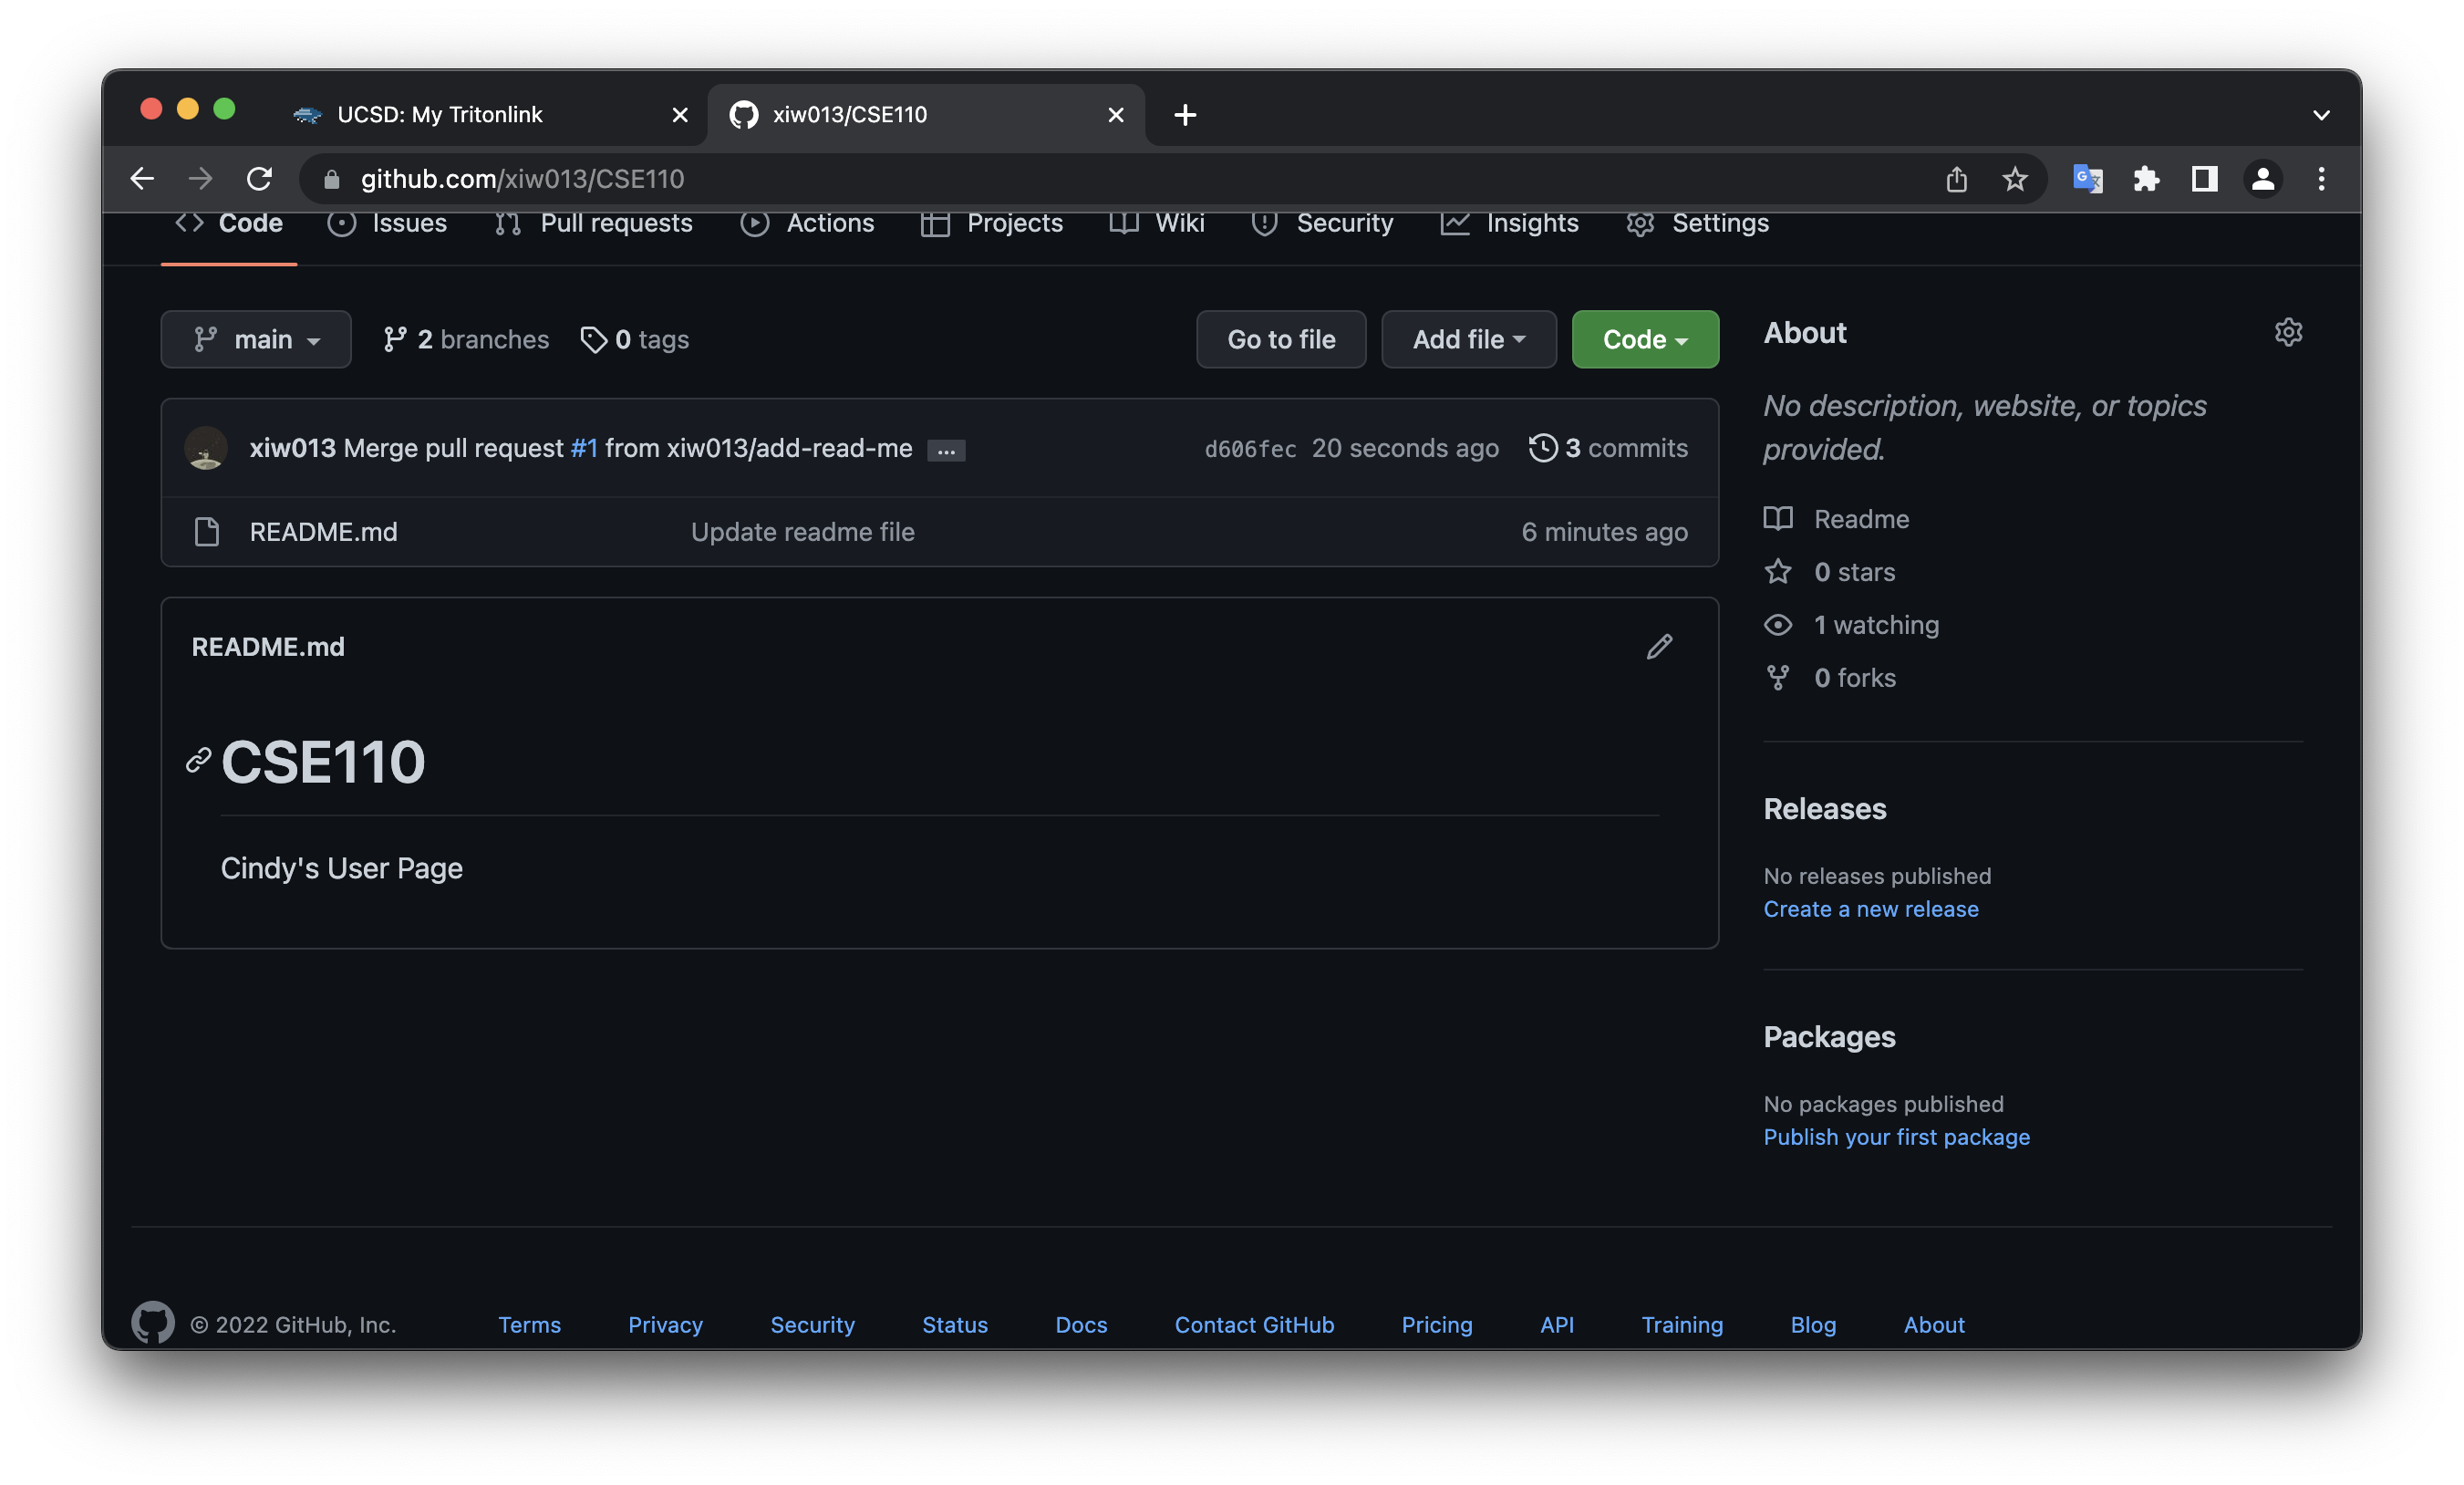 UCSD: My Tritonlink
xiw013/CSE110
github.com/xiw013/CSE110
Code Issues Pull requests Actions Projects Wiki Security Insights Settings
main 2 branches 0 tags Go to file Add file Code
xiw013 Merge pull request #1 from xiw013/add-read-me ... d606fec 20 seconds ago 3 commits
README.md Update readme file 6 minutes ago
README.md
CSE110
Cindy's User Page
About
No description, website, or topics
provided.
Readme
0 stars
1 watching
0 forks
Releases
No releases published
Create a new release
Packages
No packages published
Publish your first package
© 2022 GitHub, Inc. Terms Privacy Security Status Docs Contact GitHub Pricing API Training Blog About